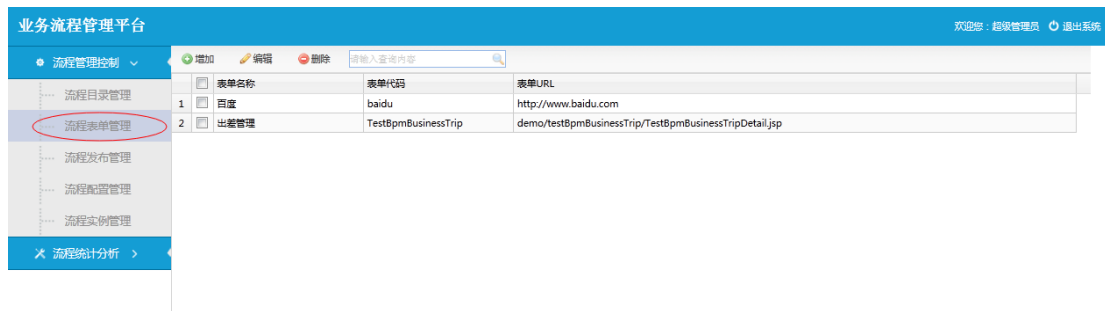 业务流程管理平台
欢迎您：超级管理员 退出系统
流程管理控制
流程目录管理
流程表单管理
流程发布管理
流程配置管理
流程实例管理
流程统计分析
增加 编辑 删除 请输入查询内容
表单名称 表单代码 表单URL
1 百度 baidu http://www.baidu.com
2 出差管理 TestBpmBusinessTrip demo/testBpmBusinessTrip/TestBpmBusinessTripDetail.jsp